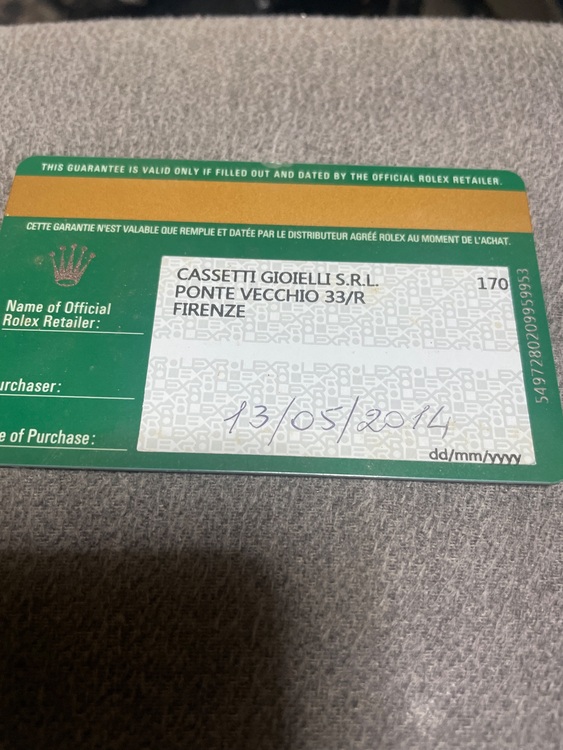 THIS GUARANTEE IS VALID ONLY IF FILLED OUT AND DATED BY THE OFFICIAL ROLEX RETAILER.
CETTE GARANTIE N'EST VALABLE QUE REMPLIE ET DATÉE PAR LE DISTRIBUTEUR AGRÉÉ ROLEX AU MOMENT DE L'ACHAT.
CASSETTI GIOIELLI S.R.L. 170
PONTE VECCHIO 33/R
FIRENZE
Name of Official
Rolex Retailer:
urchaser:
e of Purchase:
13/05/2014
dd/mm/yyyy
5497280209959953